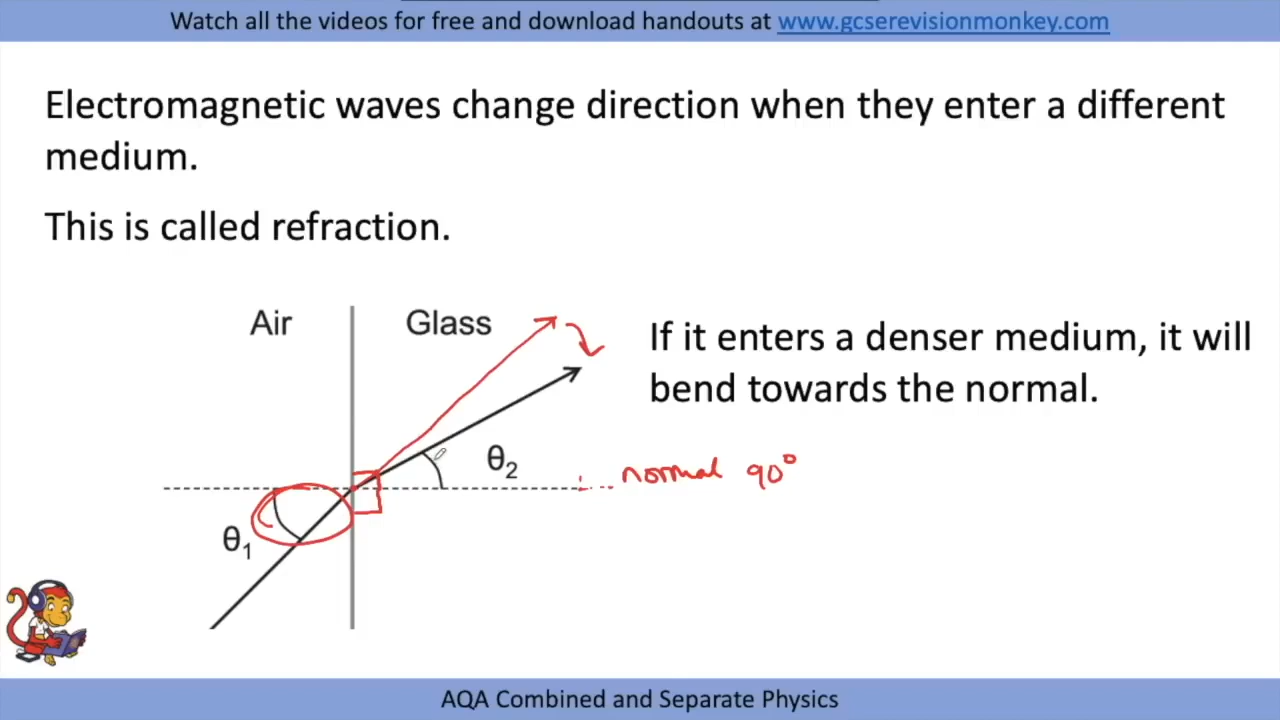 Watch all the videos for free and download handouts at www.gcserevisionmonkey.com
Electromagnetic waves change direction when they enter a different
medium.
This is called refraction.
Air
Glass
If it enters a denser medium, it will
bend towards the normal.
θ₂
normal 90°
θ₁
AQA Combined and Separate Physics